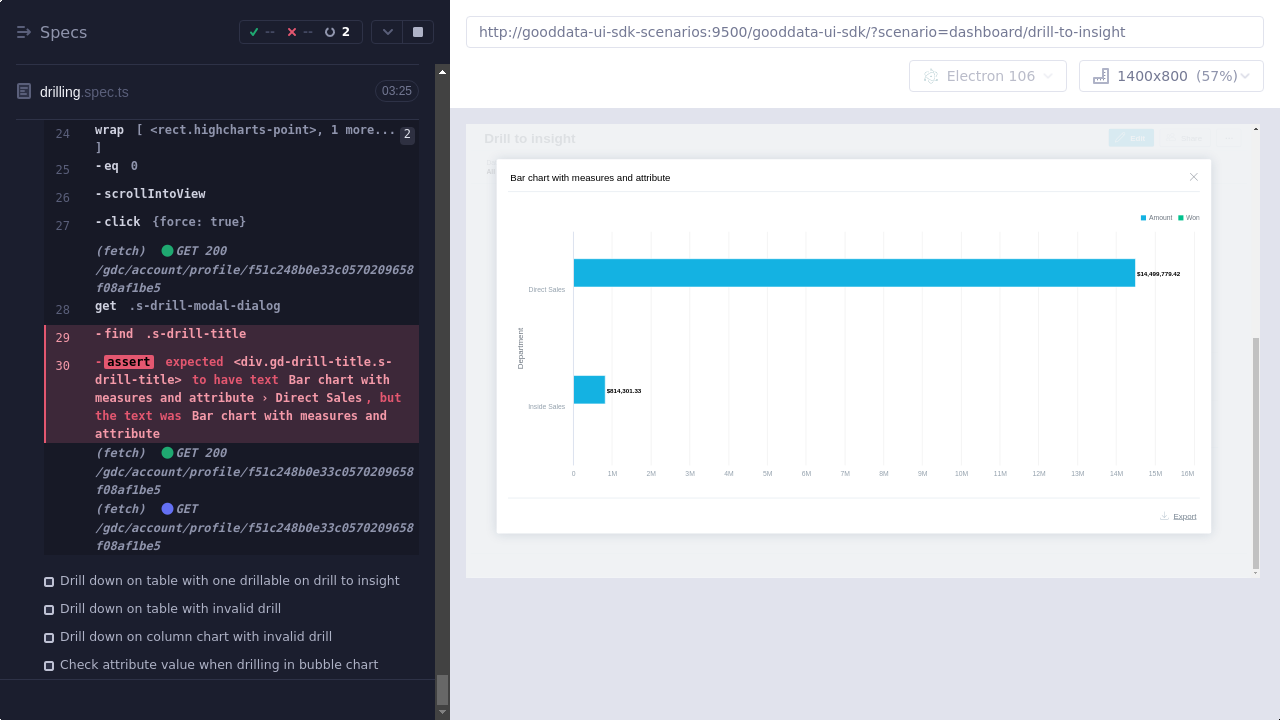 Specs
--
--
2
drilling.spec.ts
03:25
24 wrap [ <rect.highcharts-point>, 1 more... 2
]
25 -eq 0
26 -scrollIntoView
27 -click {force: true}
(fetch) GET 200
/gdc/account/profile/f51c248b0e33c0570209658
f08af1be5
28 get .s-drill-modal-dialog
29 -find .s-drill-title
30 -assert expected <div.gd-drill-title.s-
drill-title> to have text Bar chart with
measures and attribute › Direct Sales, but
the text was Bar chart with measures and
attribute
(fetch) GET 200
/gdc/account/profile/f51c248b0e33c0570209658
f08af1be5
(fetch) GET
/gdc/account/profile/f51c248b0e33c0570209658
f08af1be5
Drill down on table with one drillable on drill to insight
Drill down on table with invalid drill
Drill down on column chart with invalid drill
Check attribute value when drilling in bubble chart
http://gooddata-ui-sdk-scenarios:9500/gooddata-ui-sdk/?scenario=dashboard/drill-to-insight
Electron 106
1400x800 (57%)
Drill to insight
Bar chart with measures and attribute
Amount
Won
Direct Sales
$14,499,779.42
Department
Inside Sales
$814,301.33
0 1M 2M 3M 4M 5M 6M 7M 8M 9M 10M 11M 12M 13M 14M 15M 16M
Export